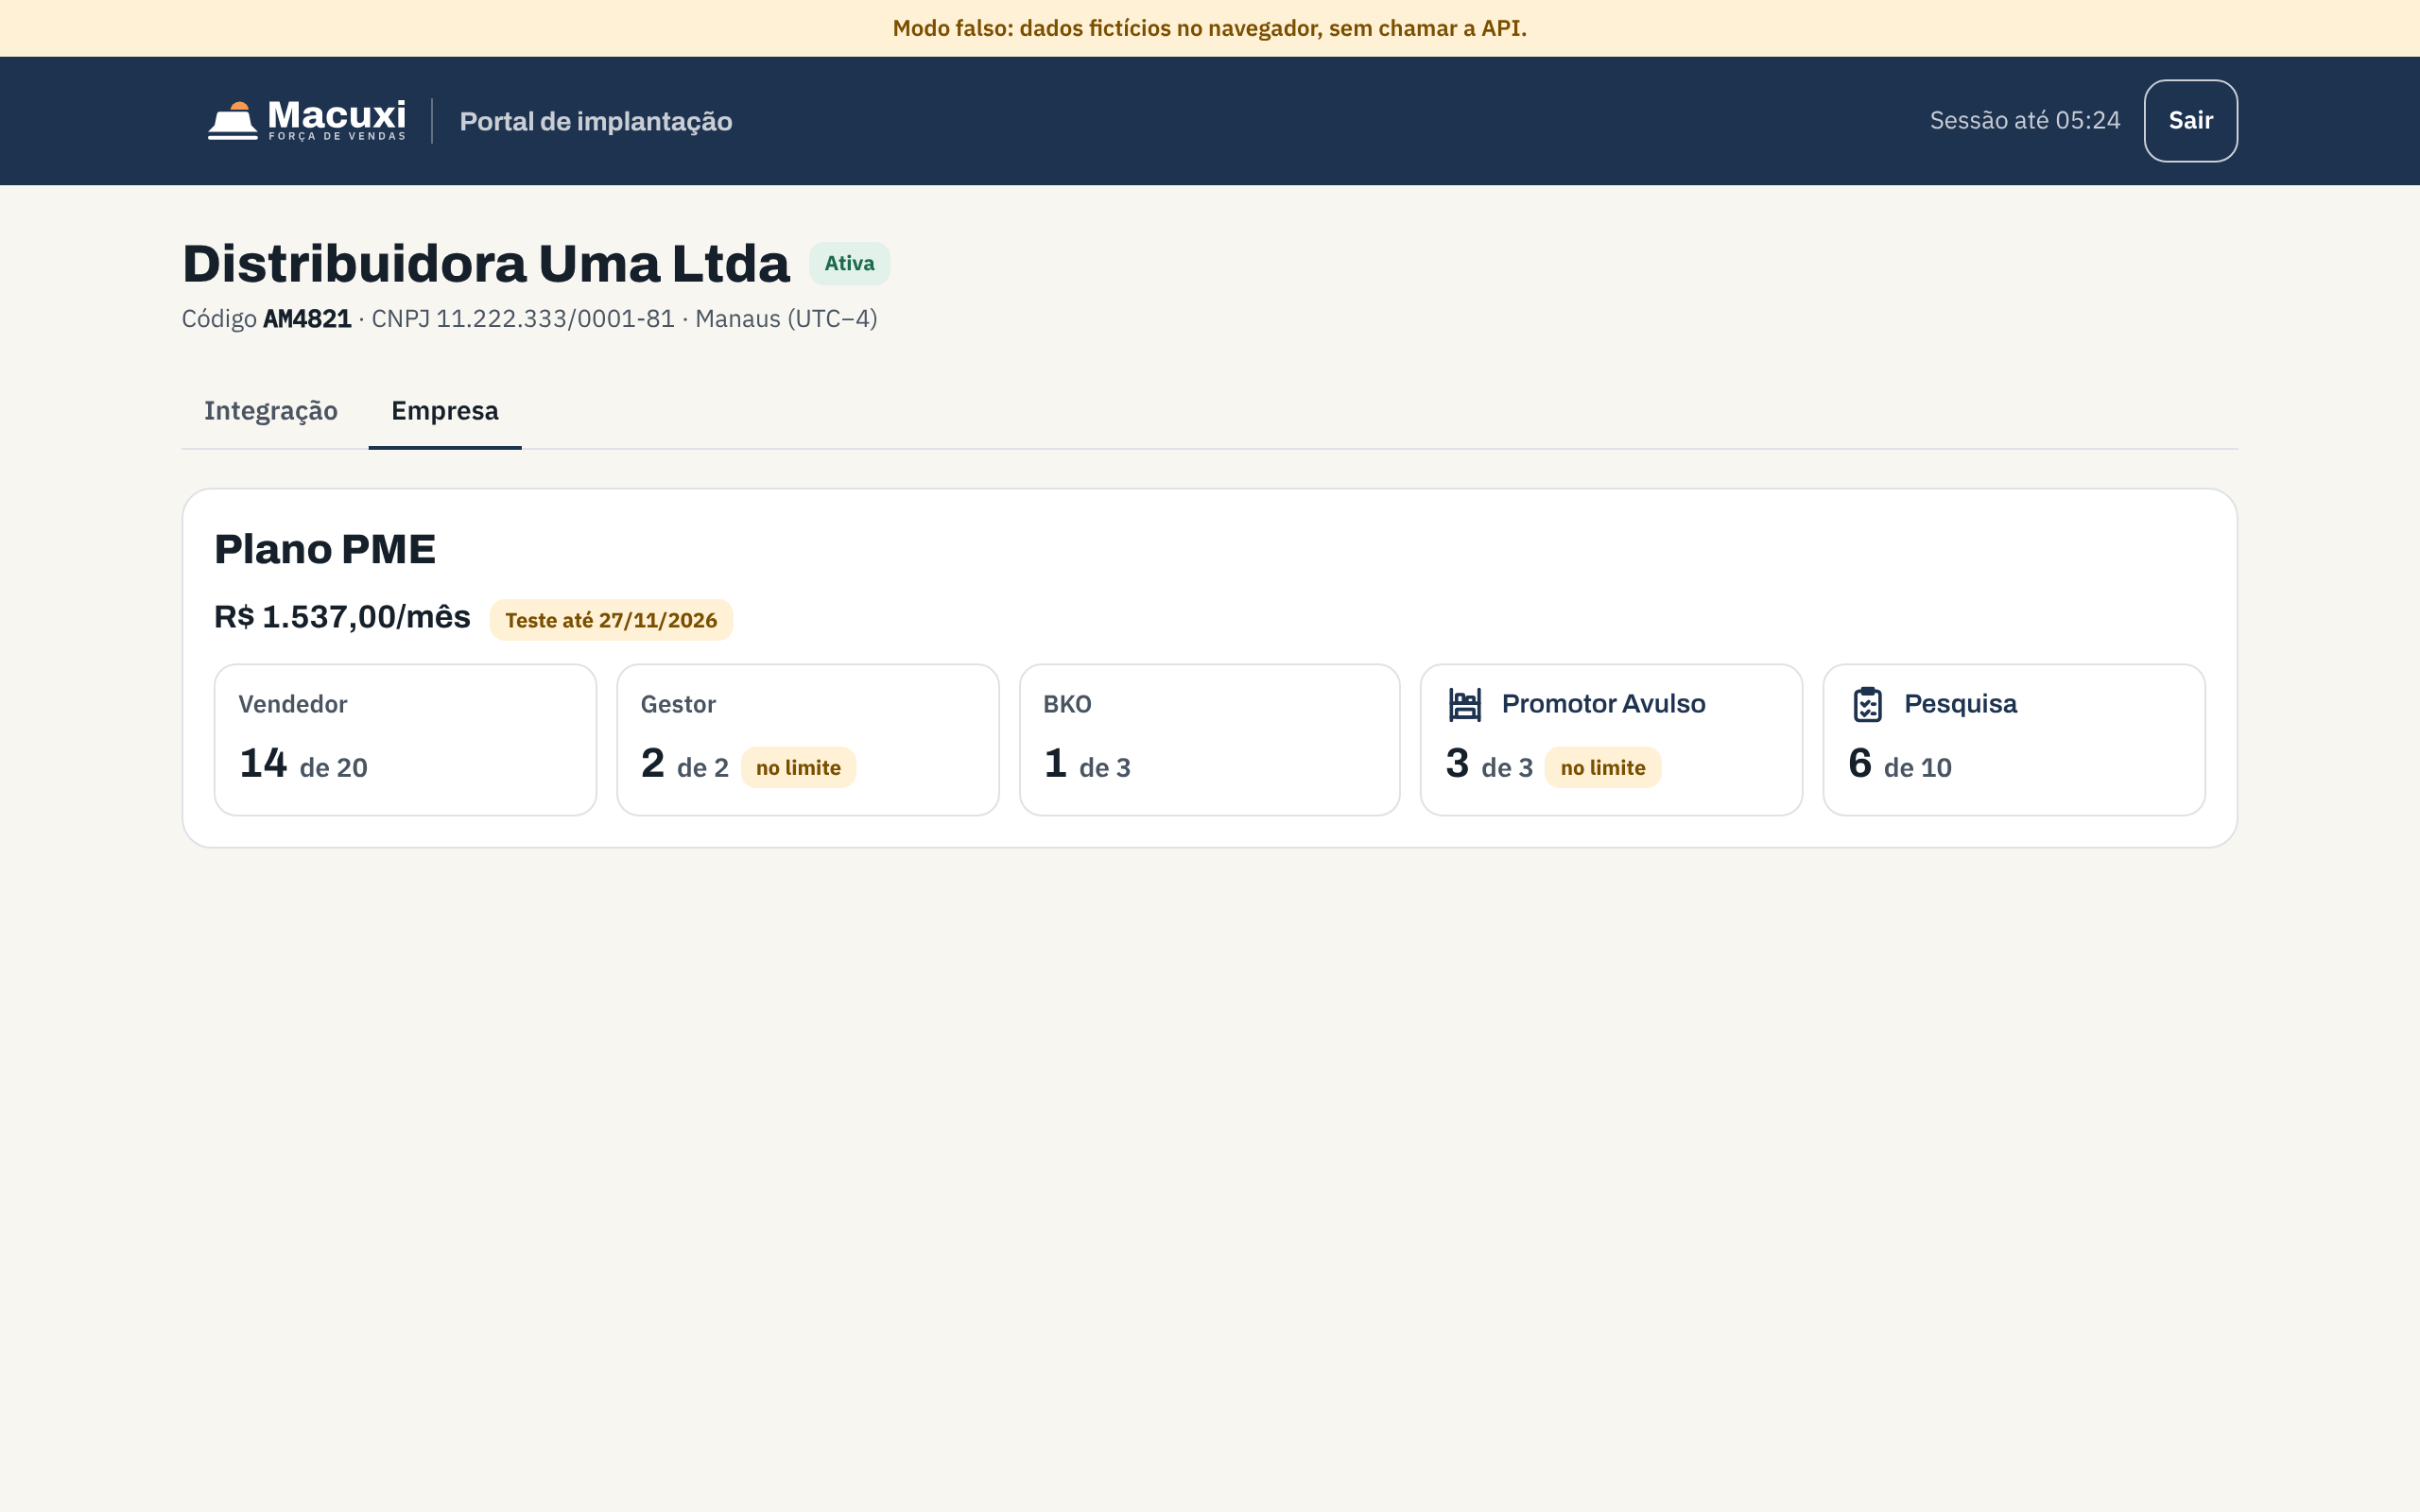 Modo falso: dados fictícios no navegador, sem chamar a API.
Macuxi
FORÇA DE VENDAS
Portal de implantação
Sessão até 05:24
Sair
Distribuidora Uma Ltda
Ativa
Código AM4821 · CNPJ 11.222.333/0001-81 · Manaus (UTC−4)
Integração
Empresa
Plano PME
R$ 1.537,00/mês
Teste até 27/11/2026
Vendedor
14 de 20
Gestor
2 de 2 no limite
BKO
1 de 3
Promotor Avulso
3 de 3 no limite
Pesquisa
6 de 10